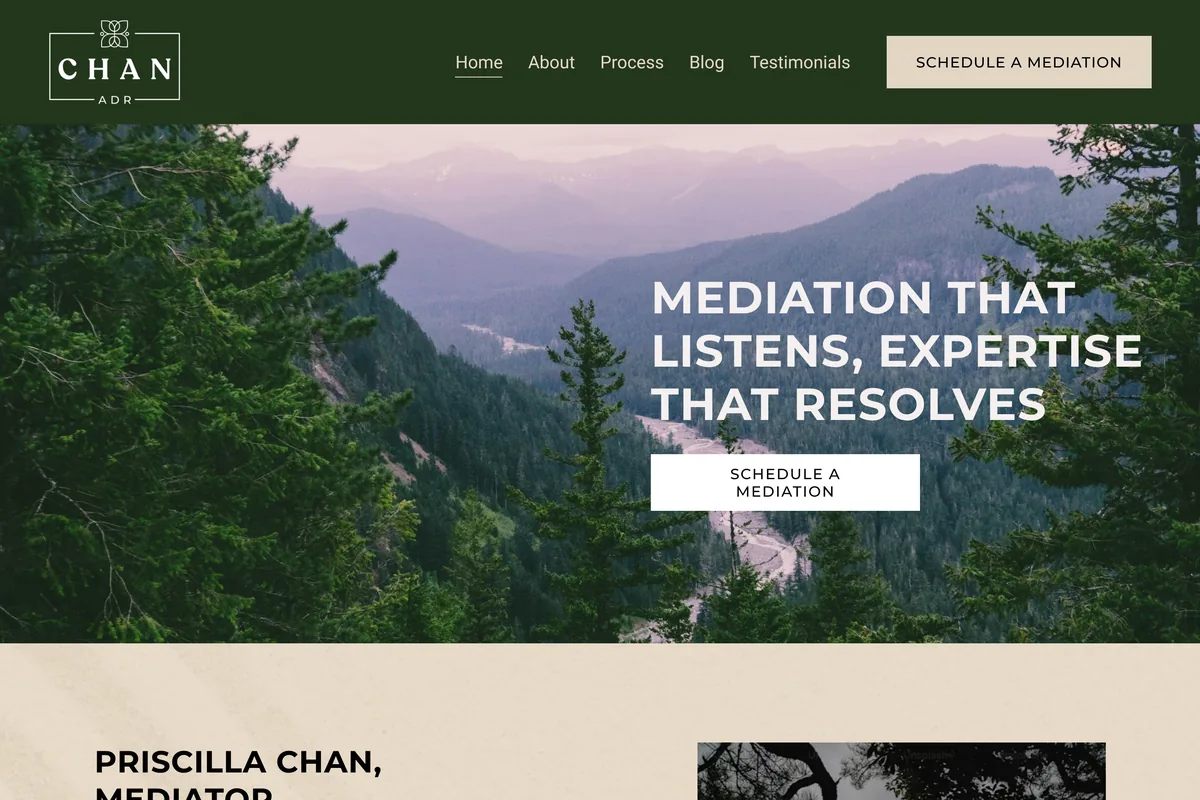 CHAN
ADR
Home
About
Process
Blog
Testimonials
SCHEDULE A MEDIATION
MEDIATION THAT
LISTENS, EXPERTISE
THAT RESOLVES
SCHEDULE A
MEDIATION
PRISCILLA CHAN,
MEDIATOR